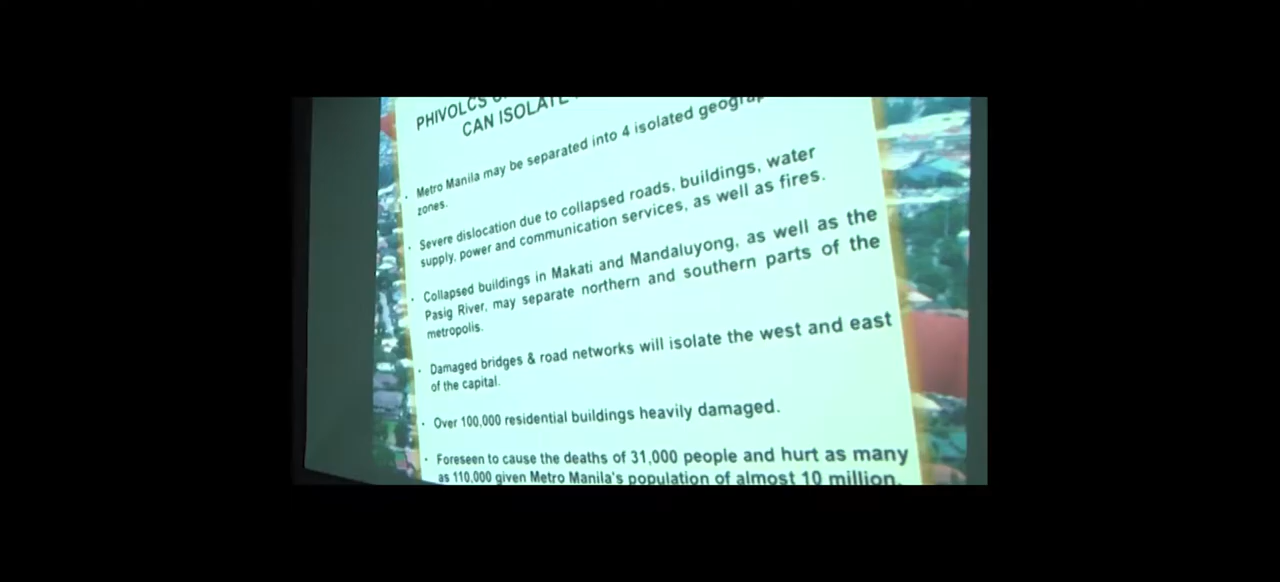 PHIVOLCS
CAN ISOLATE
· Metro Manila may be separated into 4 isolated
zones.
· Severe dislocation due to collapsed roads, buildings, water
supply, power and communication services, as well as fires.
· Collapsed buildings in Makati and Mandaluyong, as well as the
Pasig River, may separate northern and southern parts of the
metropolis.
· Damaged bridges & road networks will isolate the west and east
of the capital.
· Over 100,000 residential buildings heavily damaged.
· Foreseen to cause the deaths of 31,000 people and hurt as many
as 110,000 given Metro Manila's population of almost 10 million.